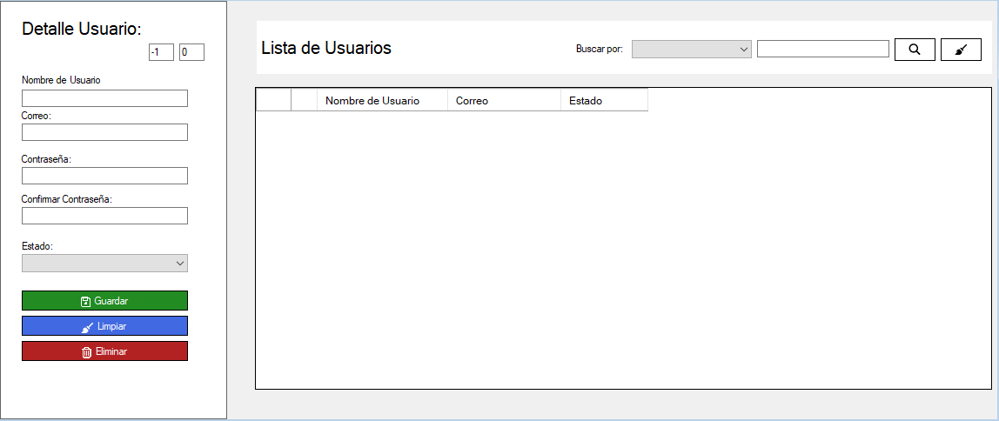 Detalle Usuario:
-1 0
Nombre de Usuario
Correo:
Contraseña:
Confirmar Contraseña:
Estado:
Guardar
Limpiar
Eliminar
Lista de Usuarios
Buscar por:
Nombre de Usuario Correo Estado